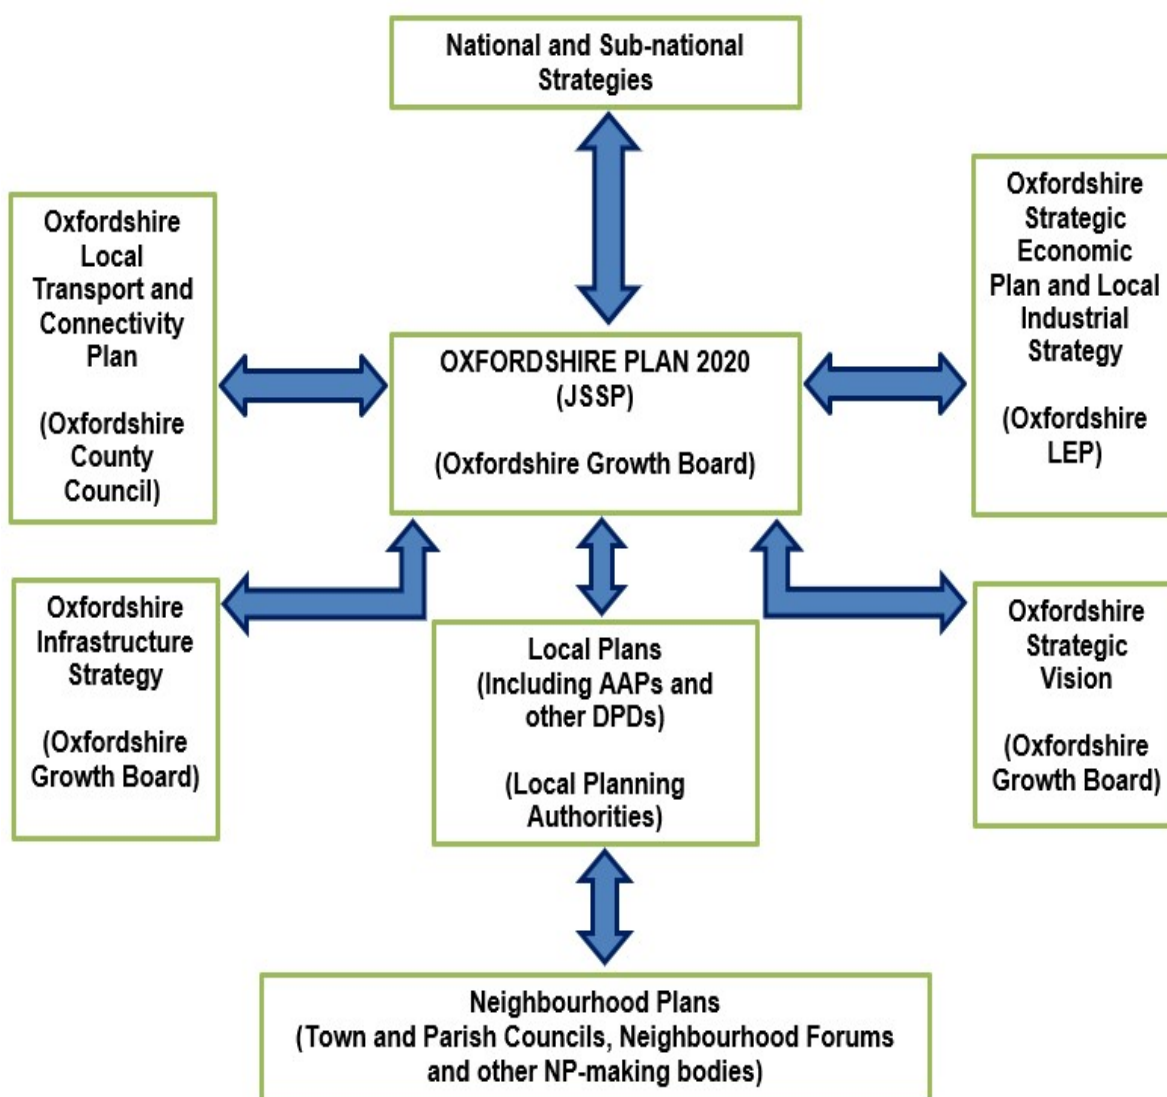 National and Sub-national
Strategies
Oxfordshire
Local
Transport and
Connectivity
Plan
(Oxfordshire
County
Council)
OXFORDSHIRE PLAN 2020
(JSSP)
(Oxfordshire Growth Board)
Oxfordshire
Strategic
Economic
Plan and Local
Industrial
Strategy
(Oxfordshire
LEP)
Oxfordshire
Infrastructure
Strategy
(Oxfordshire
Growth Board)
Local Plans
(Including AAPs and
other DPDs)
(Local Planning
Authorities)
Oxfordshire
Strategic
Vision
(Oxfordshire
Growth Board)
Neighbourhood Plans
(Town and Parish Councils, Neighbourhood Forums
and other NP-making bodies)